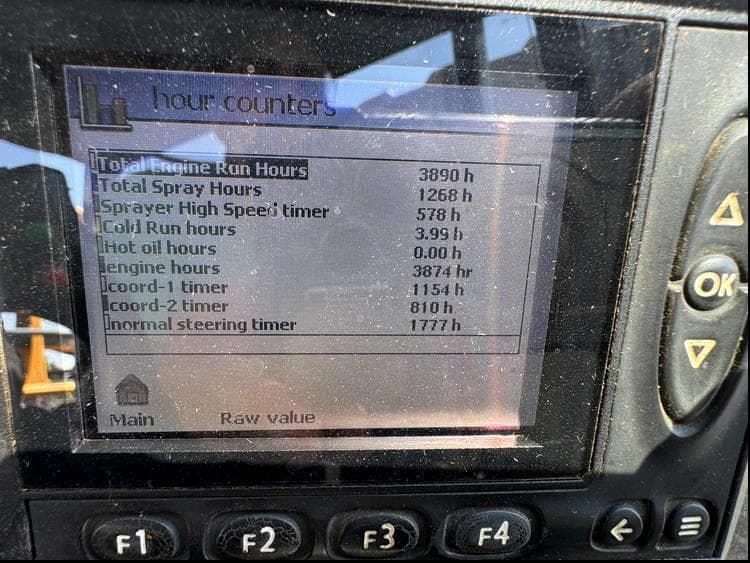 hour counters
Total Engine Run Hours 3890 h
Total Spray Hours 1268 h
Sprayer High Speed timer 578 h
Cold Run hours 3.99 h
Hot oil hours 0.00 h
engine hours 3874 hr
coord-1 timer 1154 h
coord-2 timer 810 h
normal steering timer 1777 h
Main Raw value
OK
F1 F2 F3 F4